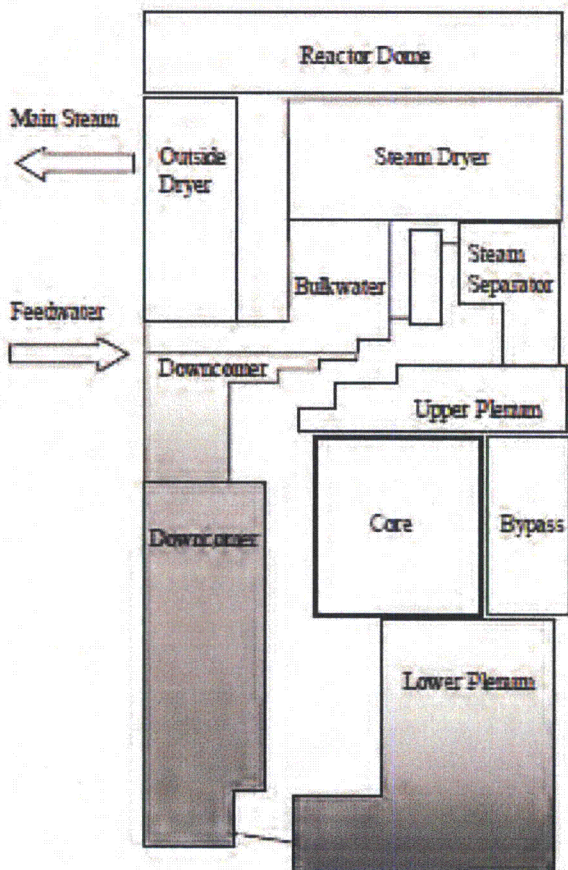 Reactor Dome
Main Steam
Outside
Dryer
Steam Dryer
Steam
Separator
Bulkwater
Feedwater
Downcomer
Upper Plenum
Downcomer
Core
Bypass
Lower Plenum